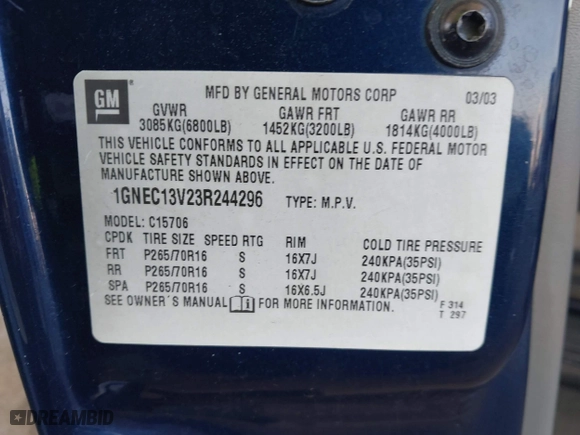 GM
MFD BY GENERAL MOTORS CORP 03/03
GVWR GAWR FRT GAWR RR
3085KG(6800LB) 1452KG(3200LB) 1814KG(4000LB)
THIS VEHICLE CONFORMS TO ALL APPLICABLE U.S. FEDERAL MOTOR
VEHICLE SAFETY STANDARDS IN EFFECT ON THE DATE OF
MANUFACTURE SHOWN ABOVE.
1GNEC13V23R244296 TYPE: M.P.V.
MODEL: C15706
CPDK TIRE SIZE SPEED RTG RIM COLD TIRE PRESSURE
FRT P265/70R16 S 16X7J 240KPA(35PSI)
RR P265/70R16 S 16X7J 240KPA(35PSI)
SPA P265/70R16 S 16X6.5J 240KPA(35PSI)
SEE OWNER'S MANUAL FOR MORE INFORMATION. F 314
T 297
DREAMBID